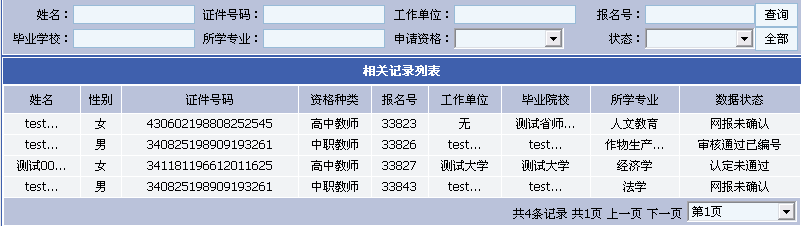 姓名： 证件号码： 工作单位： 报名号： 查询
毕业学校： 所学专业： 申请资格： 状态： 全部
相关记录列表
姓名 性别 证件号码 资格种类 报名号 工作单位 毕业院校 所学专业 数据状态
test... 女 430602198808252545 高中教师 33823 无 测试省师... 人文教育 网报未确认
test... 男 340825198909193261 中职教师 33826 test... test... 作物生产... 审核通过已编号
测试00... 女 341181196612011625 高中教师 33827 测试大学 测试大学 经济学 认定未通过
test... 男 340825198909193261 中职教师 33843 test... test... 法学 网报未确认
共4条记录 共1页 上一页 下一页 第1页